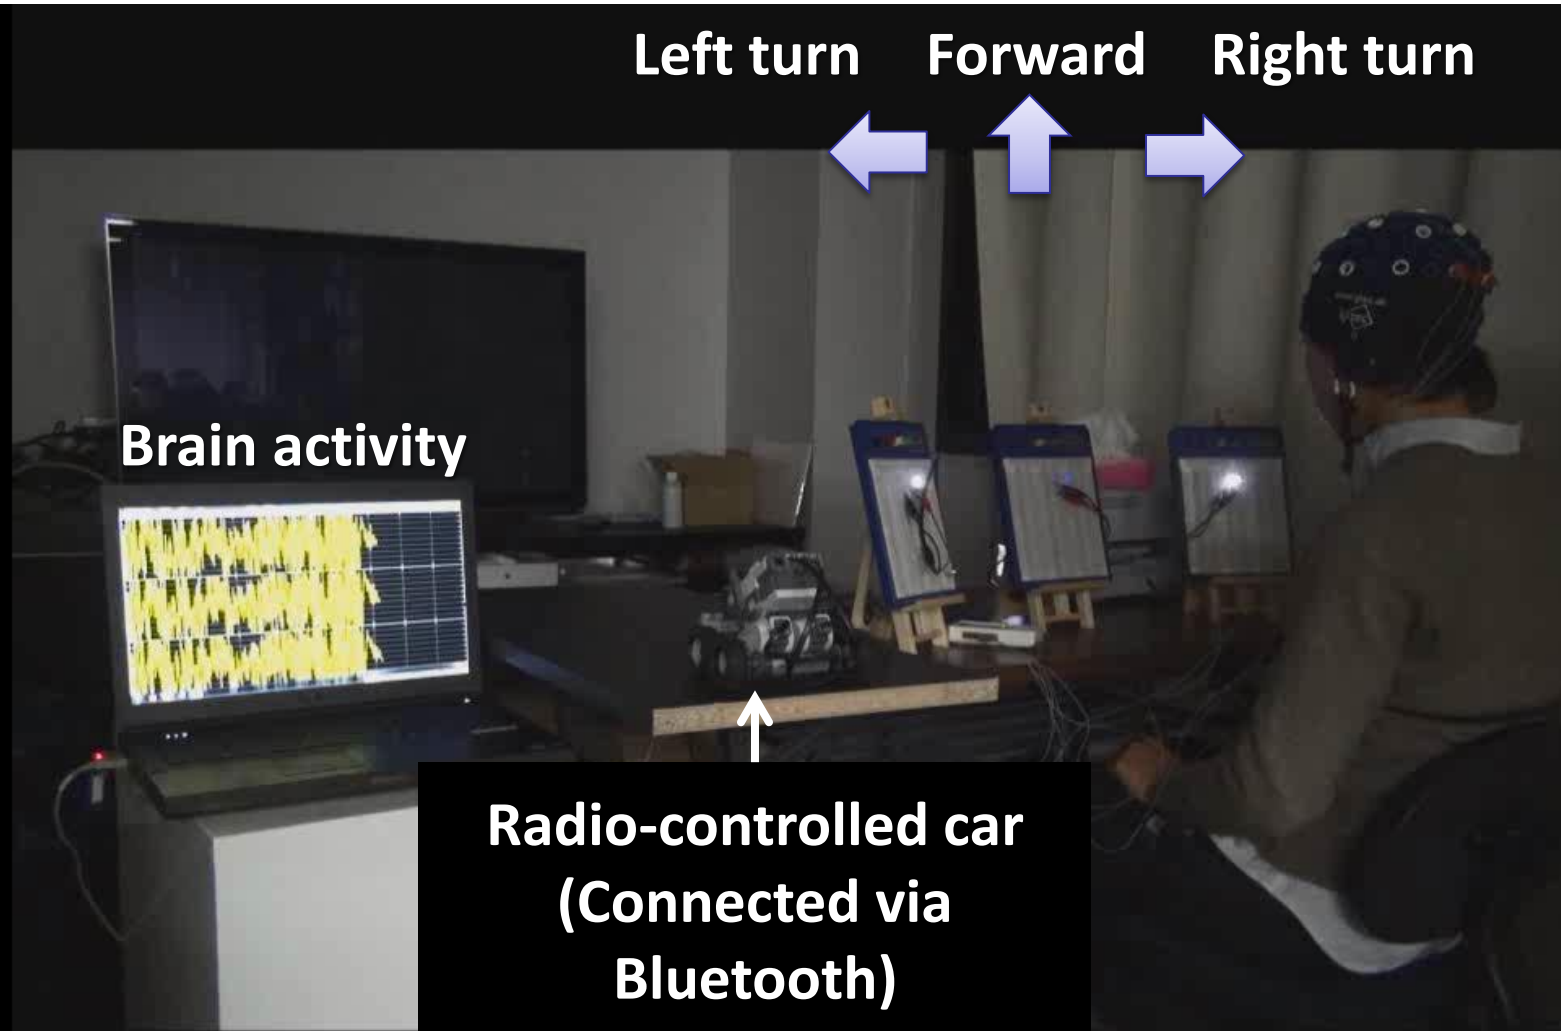 Left turn Forward Right turn
Brain activity
Radio-controlled car
(Connected via
Bluetooth)